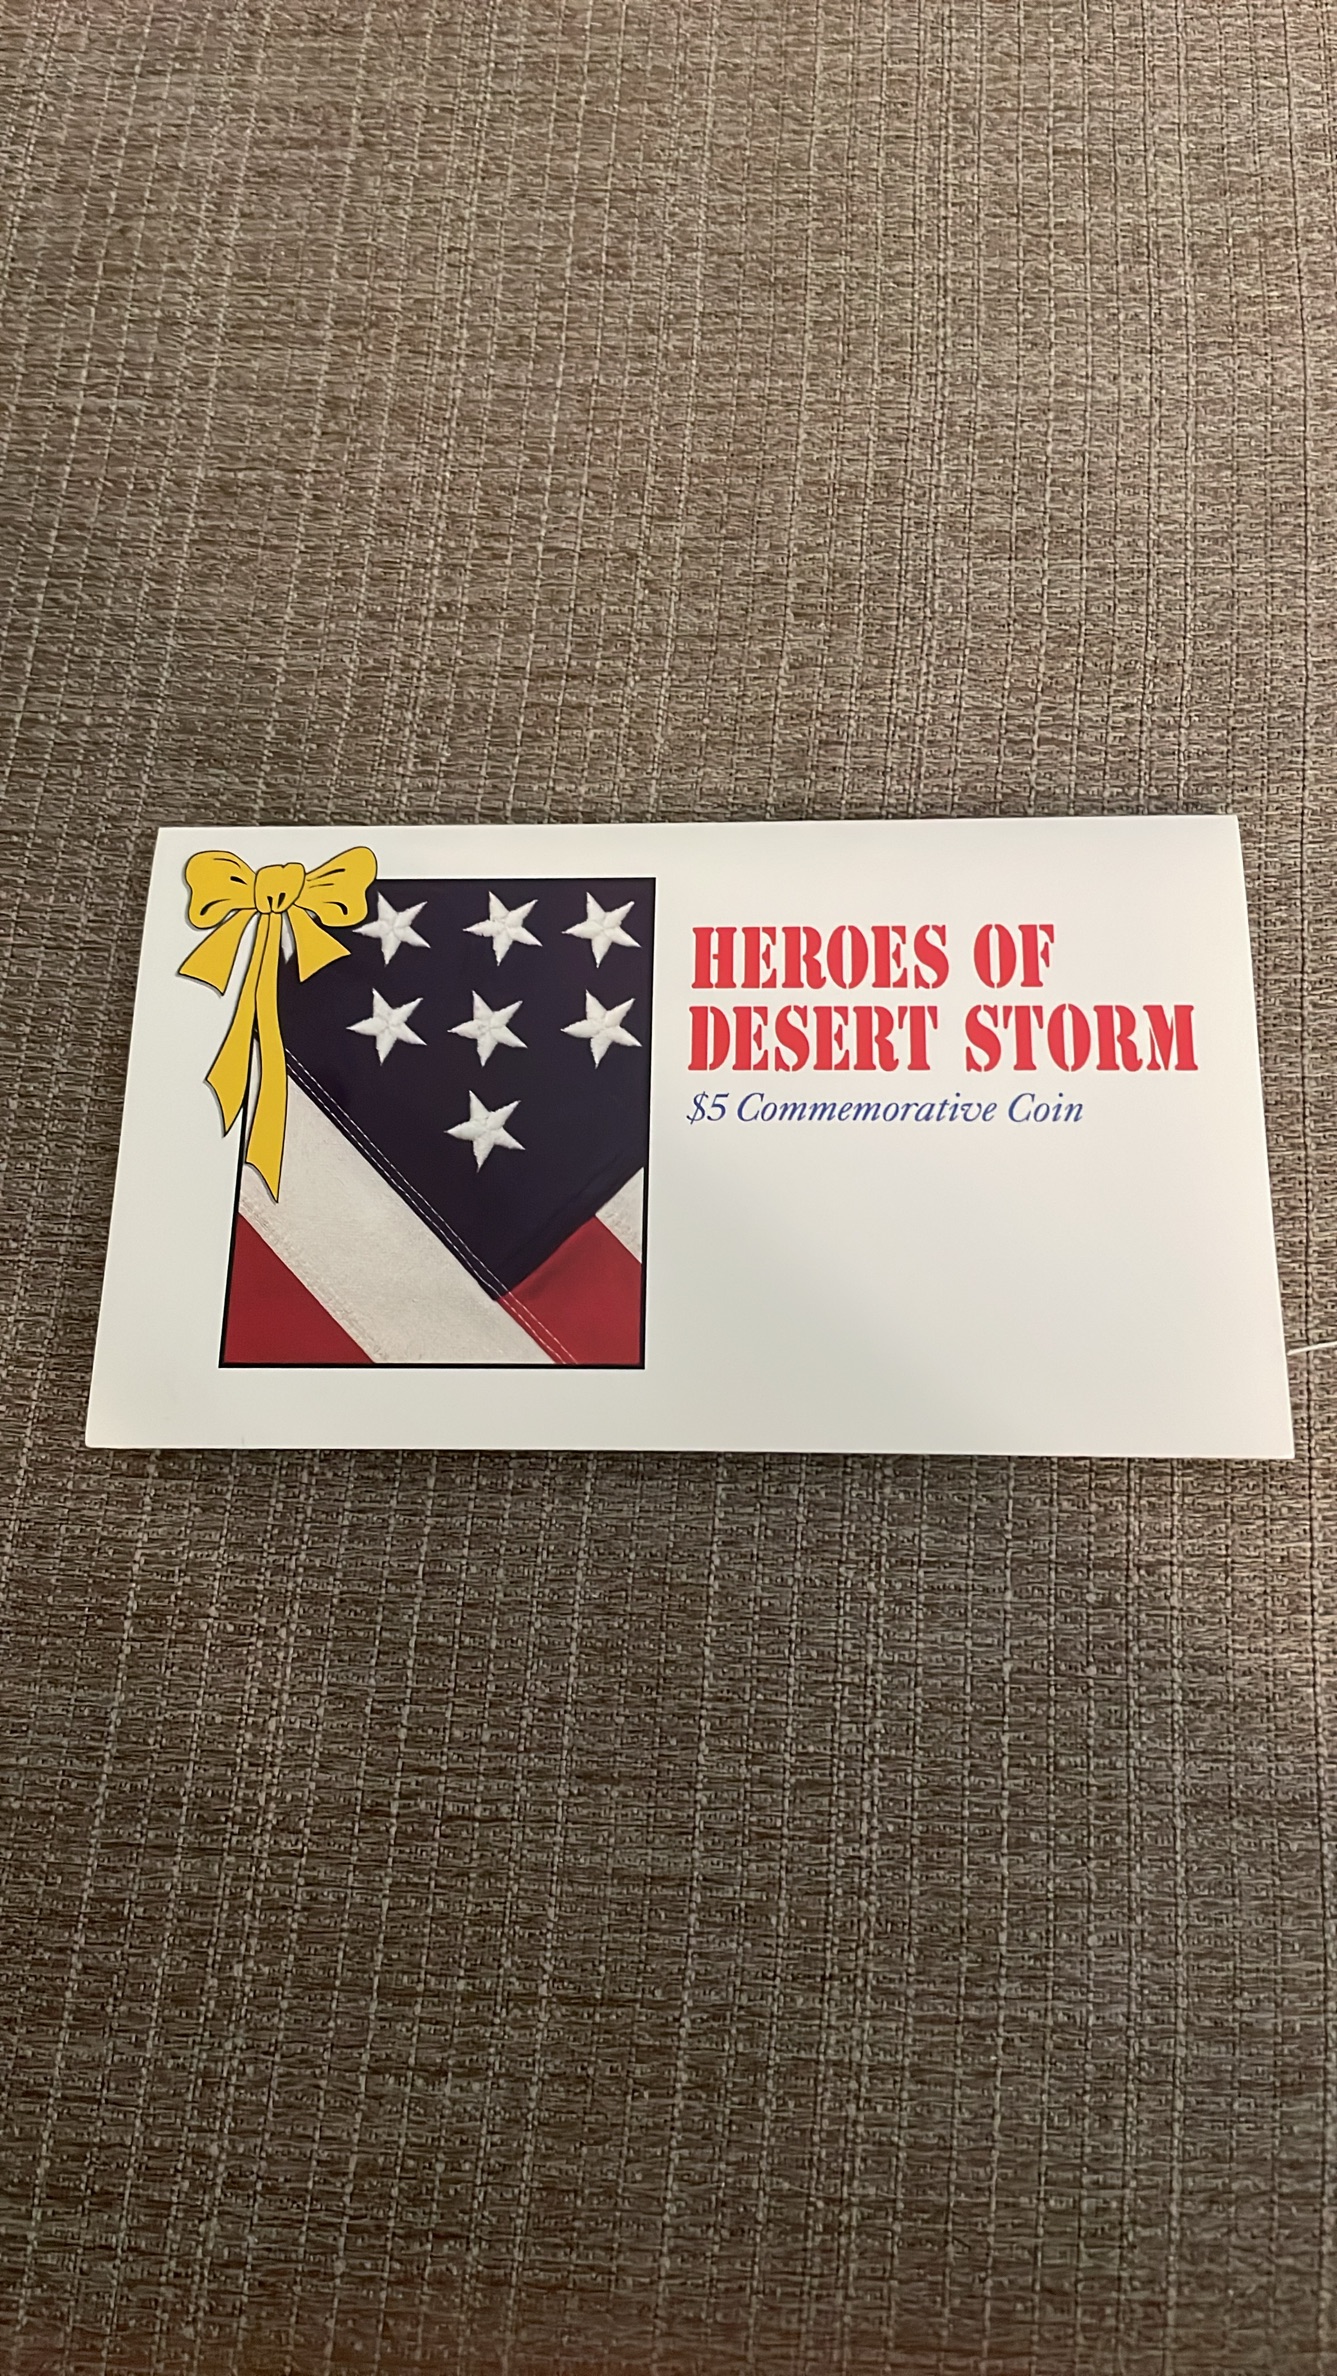 HEROES OF
DESERT STORM
$5 Commemorative Coin